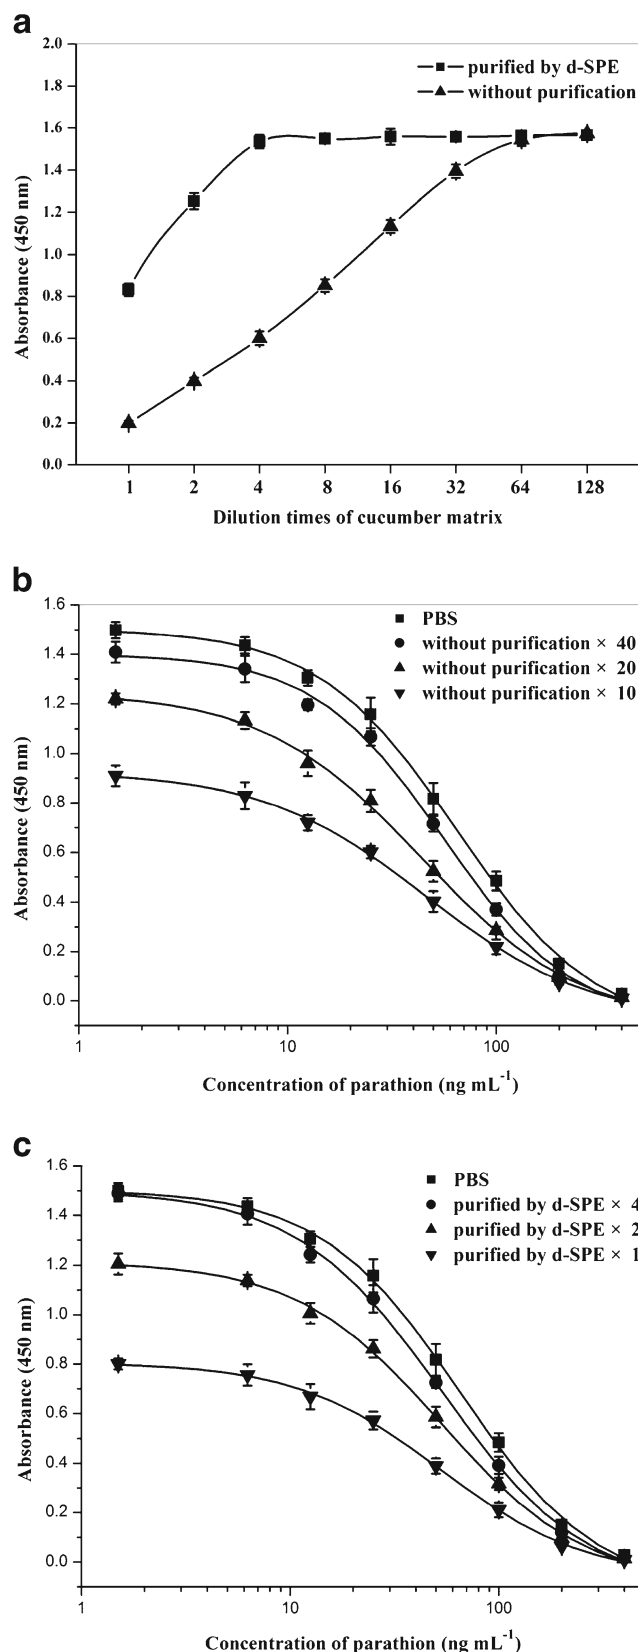 a
2.0
1.6
1.2
1.0
0.8
0.6
0.4
0.2
0.0
Absorbance (450 nm)
purified by d-SPE
without purification
1 2 4 8 16 32 64 128
Dilution times of cucumber matrix
b
1.6
1.4
1.2
1.0
0.8
0.6
0.4
0.2
0.0
Absorbance (450 nm)
PBS
without purification × 40
without purification × 20
without purification × 10
1 10 100
Concentration of parathion (ng mL⁻¹)
c
1.6
1.4
1.2
1.0
0.8
0.6
0.4
0.2
0.0
Absorbance (450 nm)
PBS
purified by d-SPE × 4
purified by d-SPE × 2
purified by d-SPE × 1
1 10 100
Concentration of parathion (ng mL⁻¹)